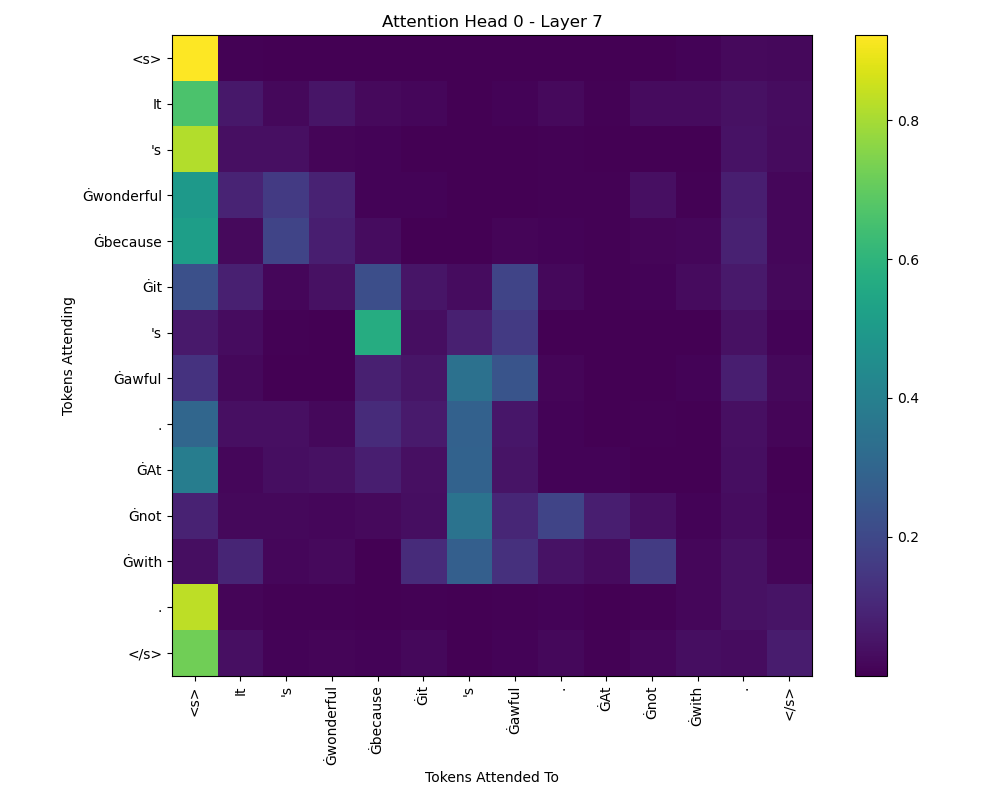 Attention Head 0 - Layer 7
<s>
It
's
Ġwonderful
Ġbecause
Ġit
's
Ġawful
.
ĠAt
Ġnot
Ġwith
.
</s>
Tokens Attending
<s>
It
's
Ġwonderful
Ġbecause
Ġit
's
Ġawful
.
ĠAt
Ġnot
Ġwith
.
</s>
Tokens Attended To
0.8
0.6
0.4
0.2